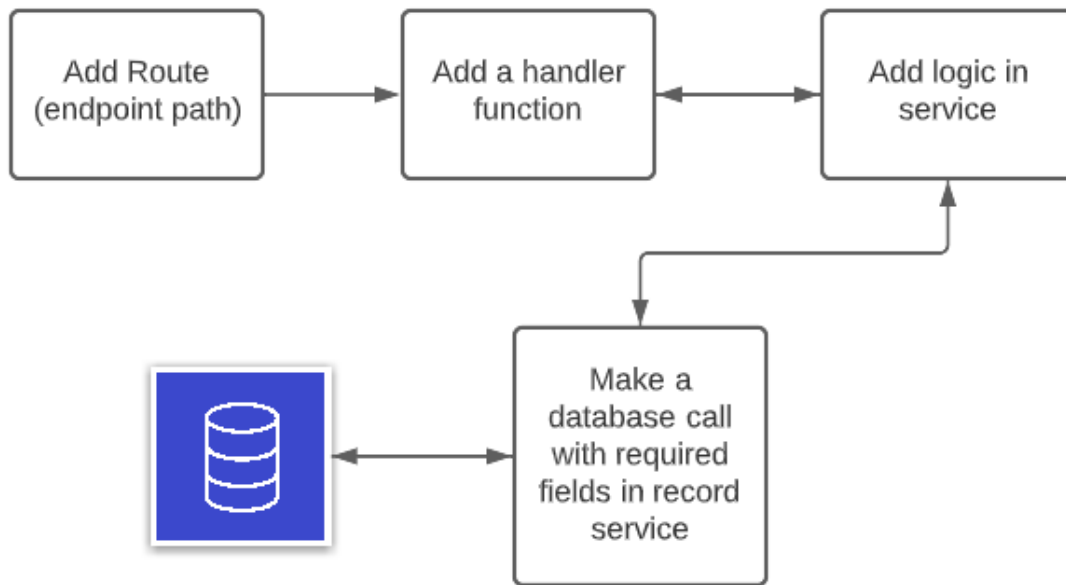 Add Route
(endpoint path)
Add a handler
function
Add logic in
service
Make a
database call
with required
fields in record
service